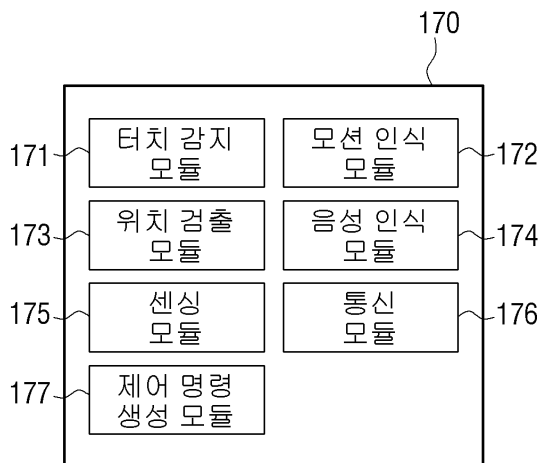 170
171
터치 감지
모듈
모션 인식
모듈
172
173
위치 검출
모듈
음성 인식
모듈
174
175
센싱
모듈
통신
모듈
176
177
제어 명령
생성 모듈